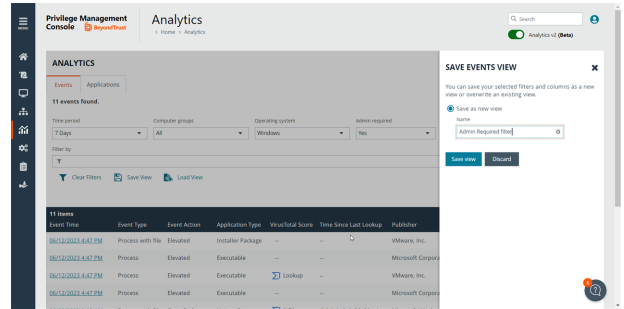 MENU
Privilege Management
Console BeyondTrust
Analytics
> Home > Analytics
Search
Analytics v2 (Beta)
ANALYTICS
Events Applications
11 events found.
Time period Computer groups Operating system Admin required
7 Days All Windows Yes
Filter by
Clear Filters Save View Load View
11 items
Event Time Event Type Event Action Application Type VirusTotal Score Time Since Last Lookup Publisher
06/12/2023 4:47 PM Process with file Elevated Installer Package -- -- VMware, Inc.
06/12/2023 4:47 PM Process Elevated Executable -- -- Microsoft Corpora
06/12/2023 4:47 PM Process Elevated Executable Lookup -- VMware, Inc.
06/12/2023 4:47 PM Process Elevated Executable -- -- Microsoft Corpora
SAVE EVENTS VIEW
You can save your selected filters and columns as a new
view or overwrite an existing view.
Save as new view
Name
Admin Required filter
Save view Discard